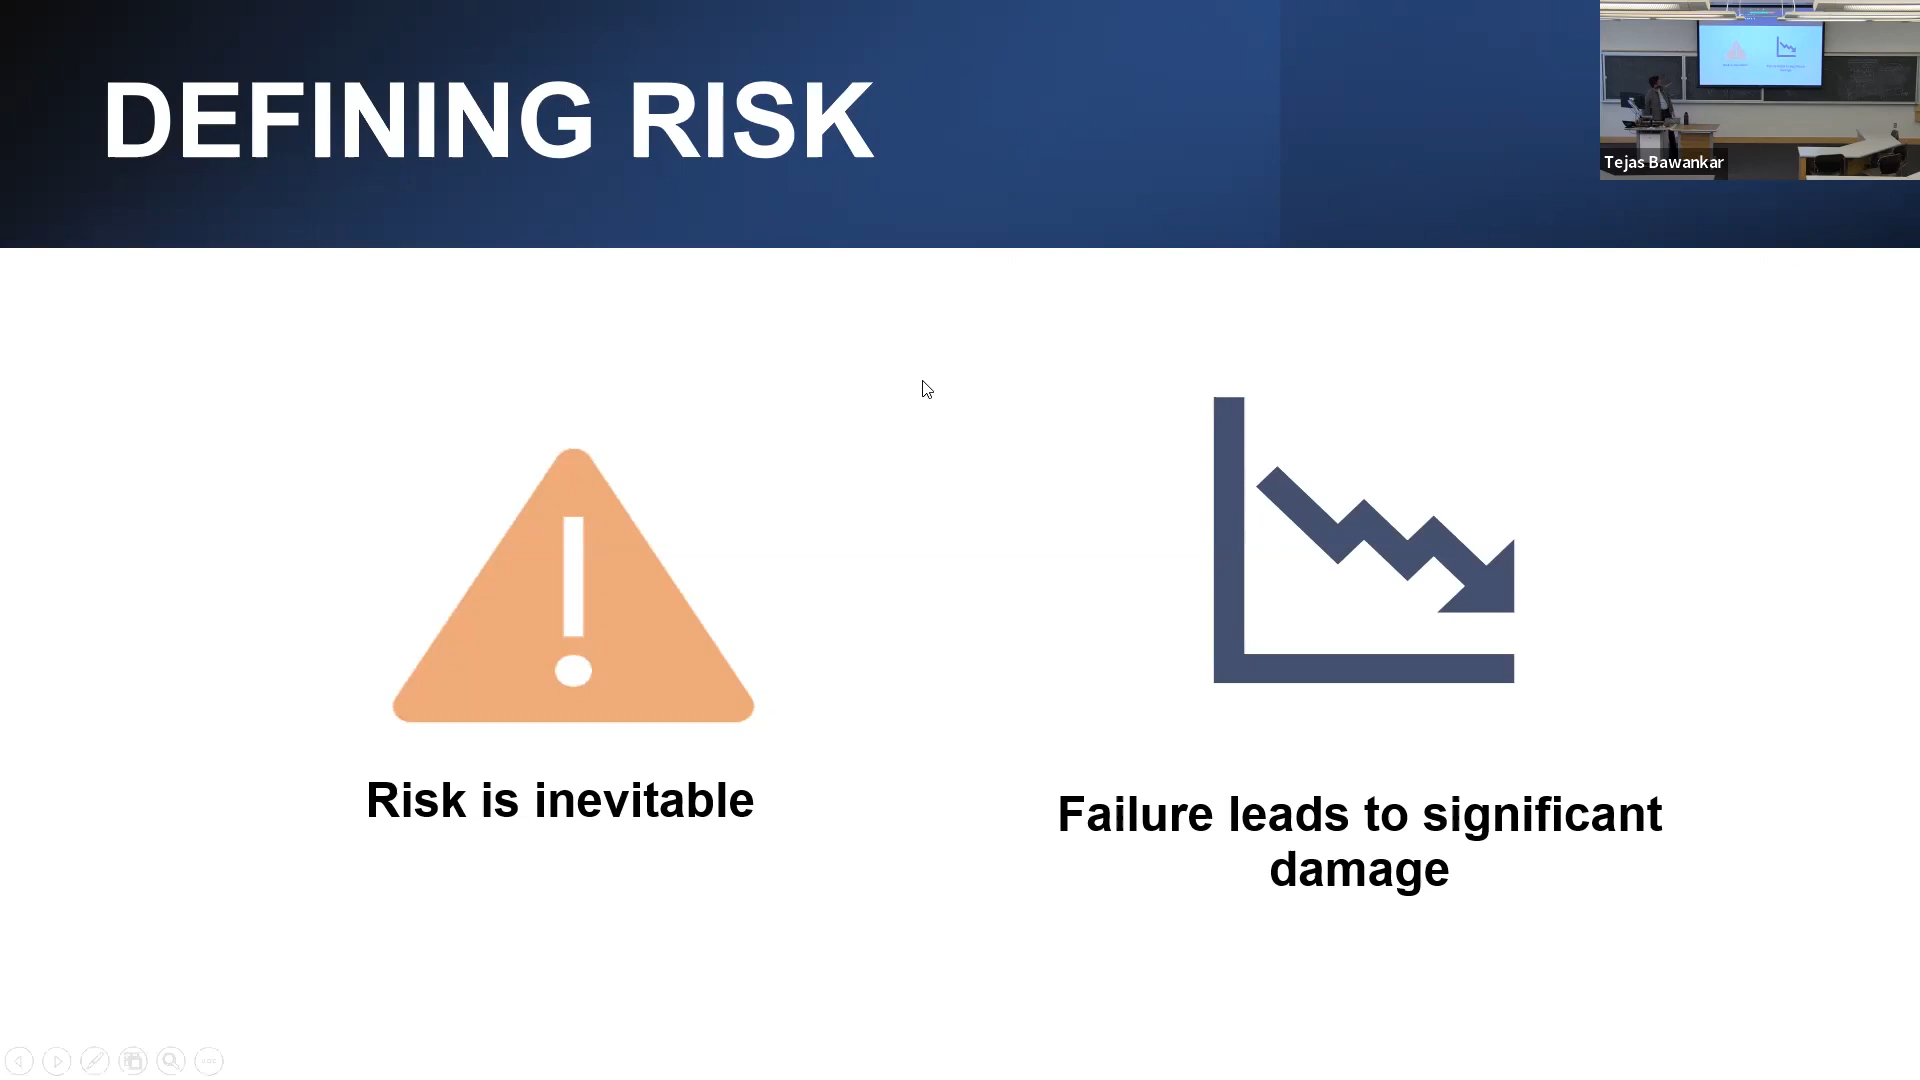 DEFINING RISK
Tejas Bawankar
Risk is inevitable
Failure leads to significant
damage